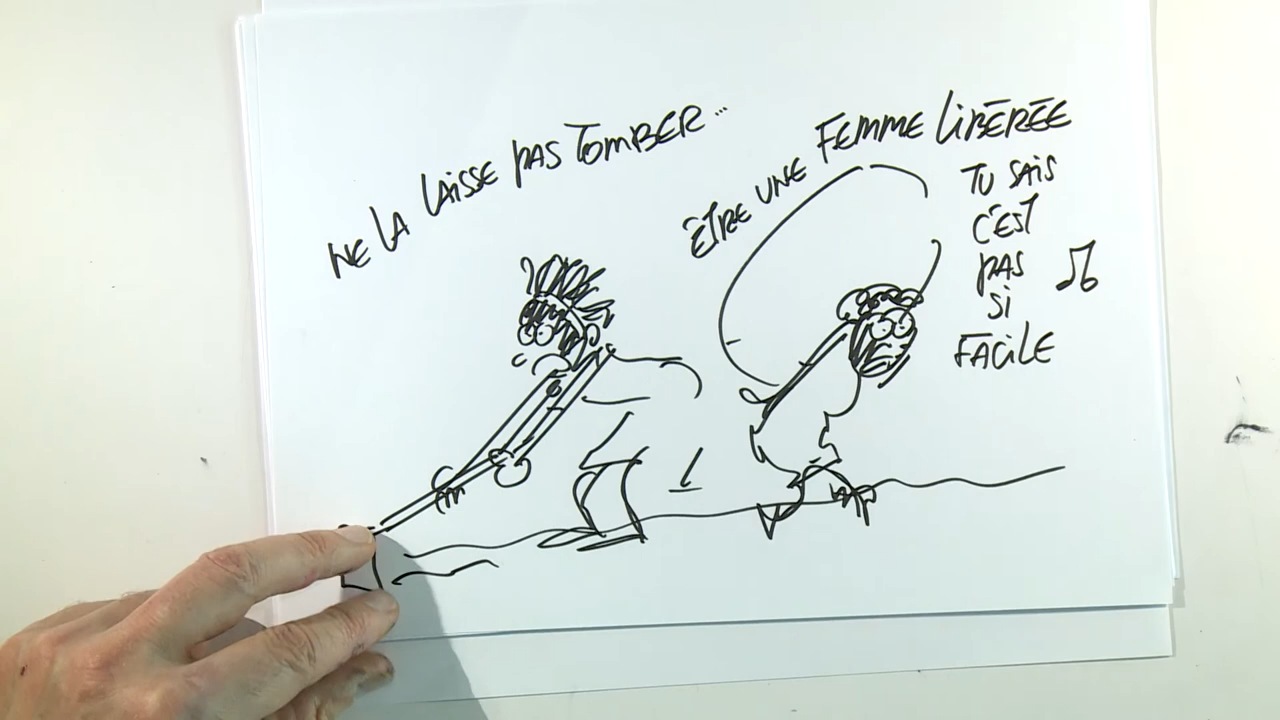 NE LA LAISSE PAS TOMBER...
ÊTRE UNE FEMME LIBÉRÉE
TU SAIS
C'EST
PAS
SI
FACILE